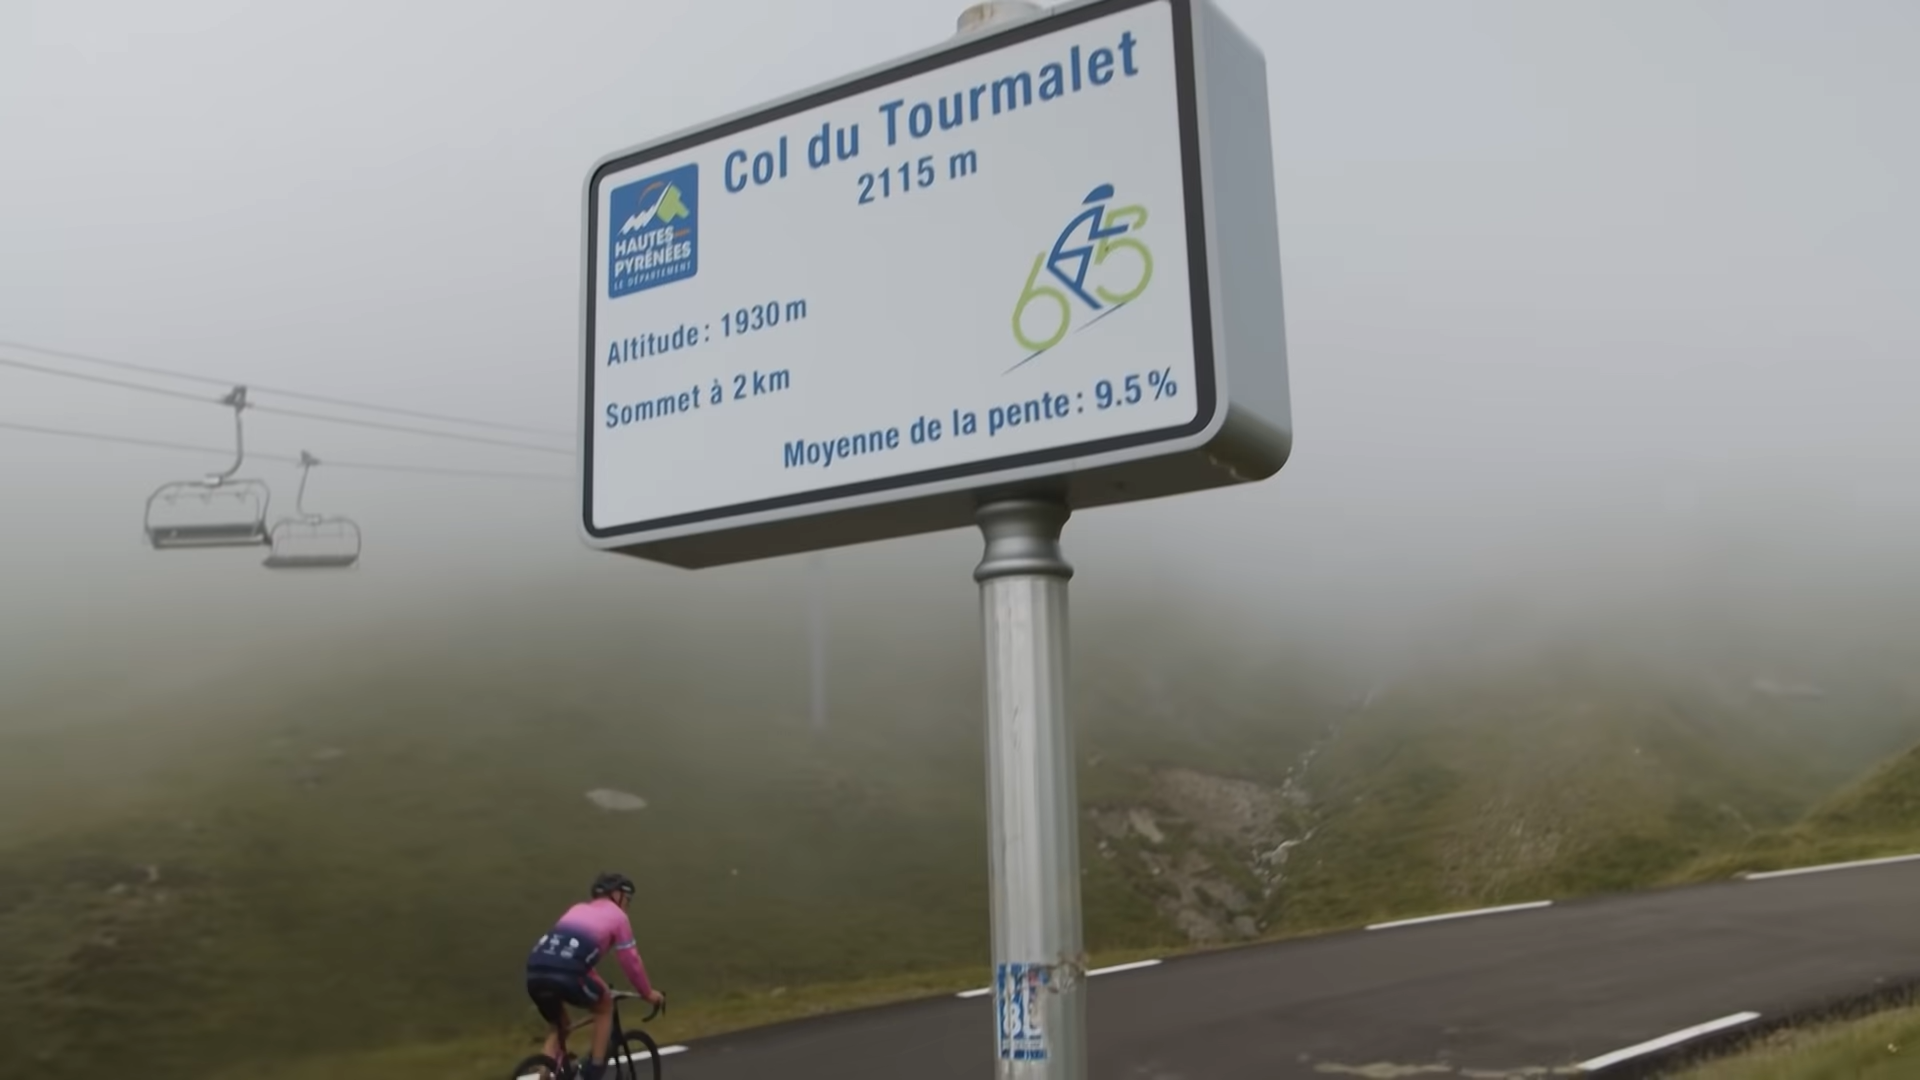 Col du Tourmalet
2115 m
HAUTES-
PYRÉNÉES
LE DÉPARTEMENT
65
Altitude : 1930 m
Sommet à 2 km
Moyenne de la pente : 9.5 %